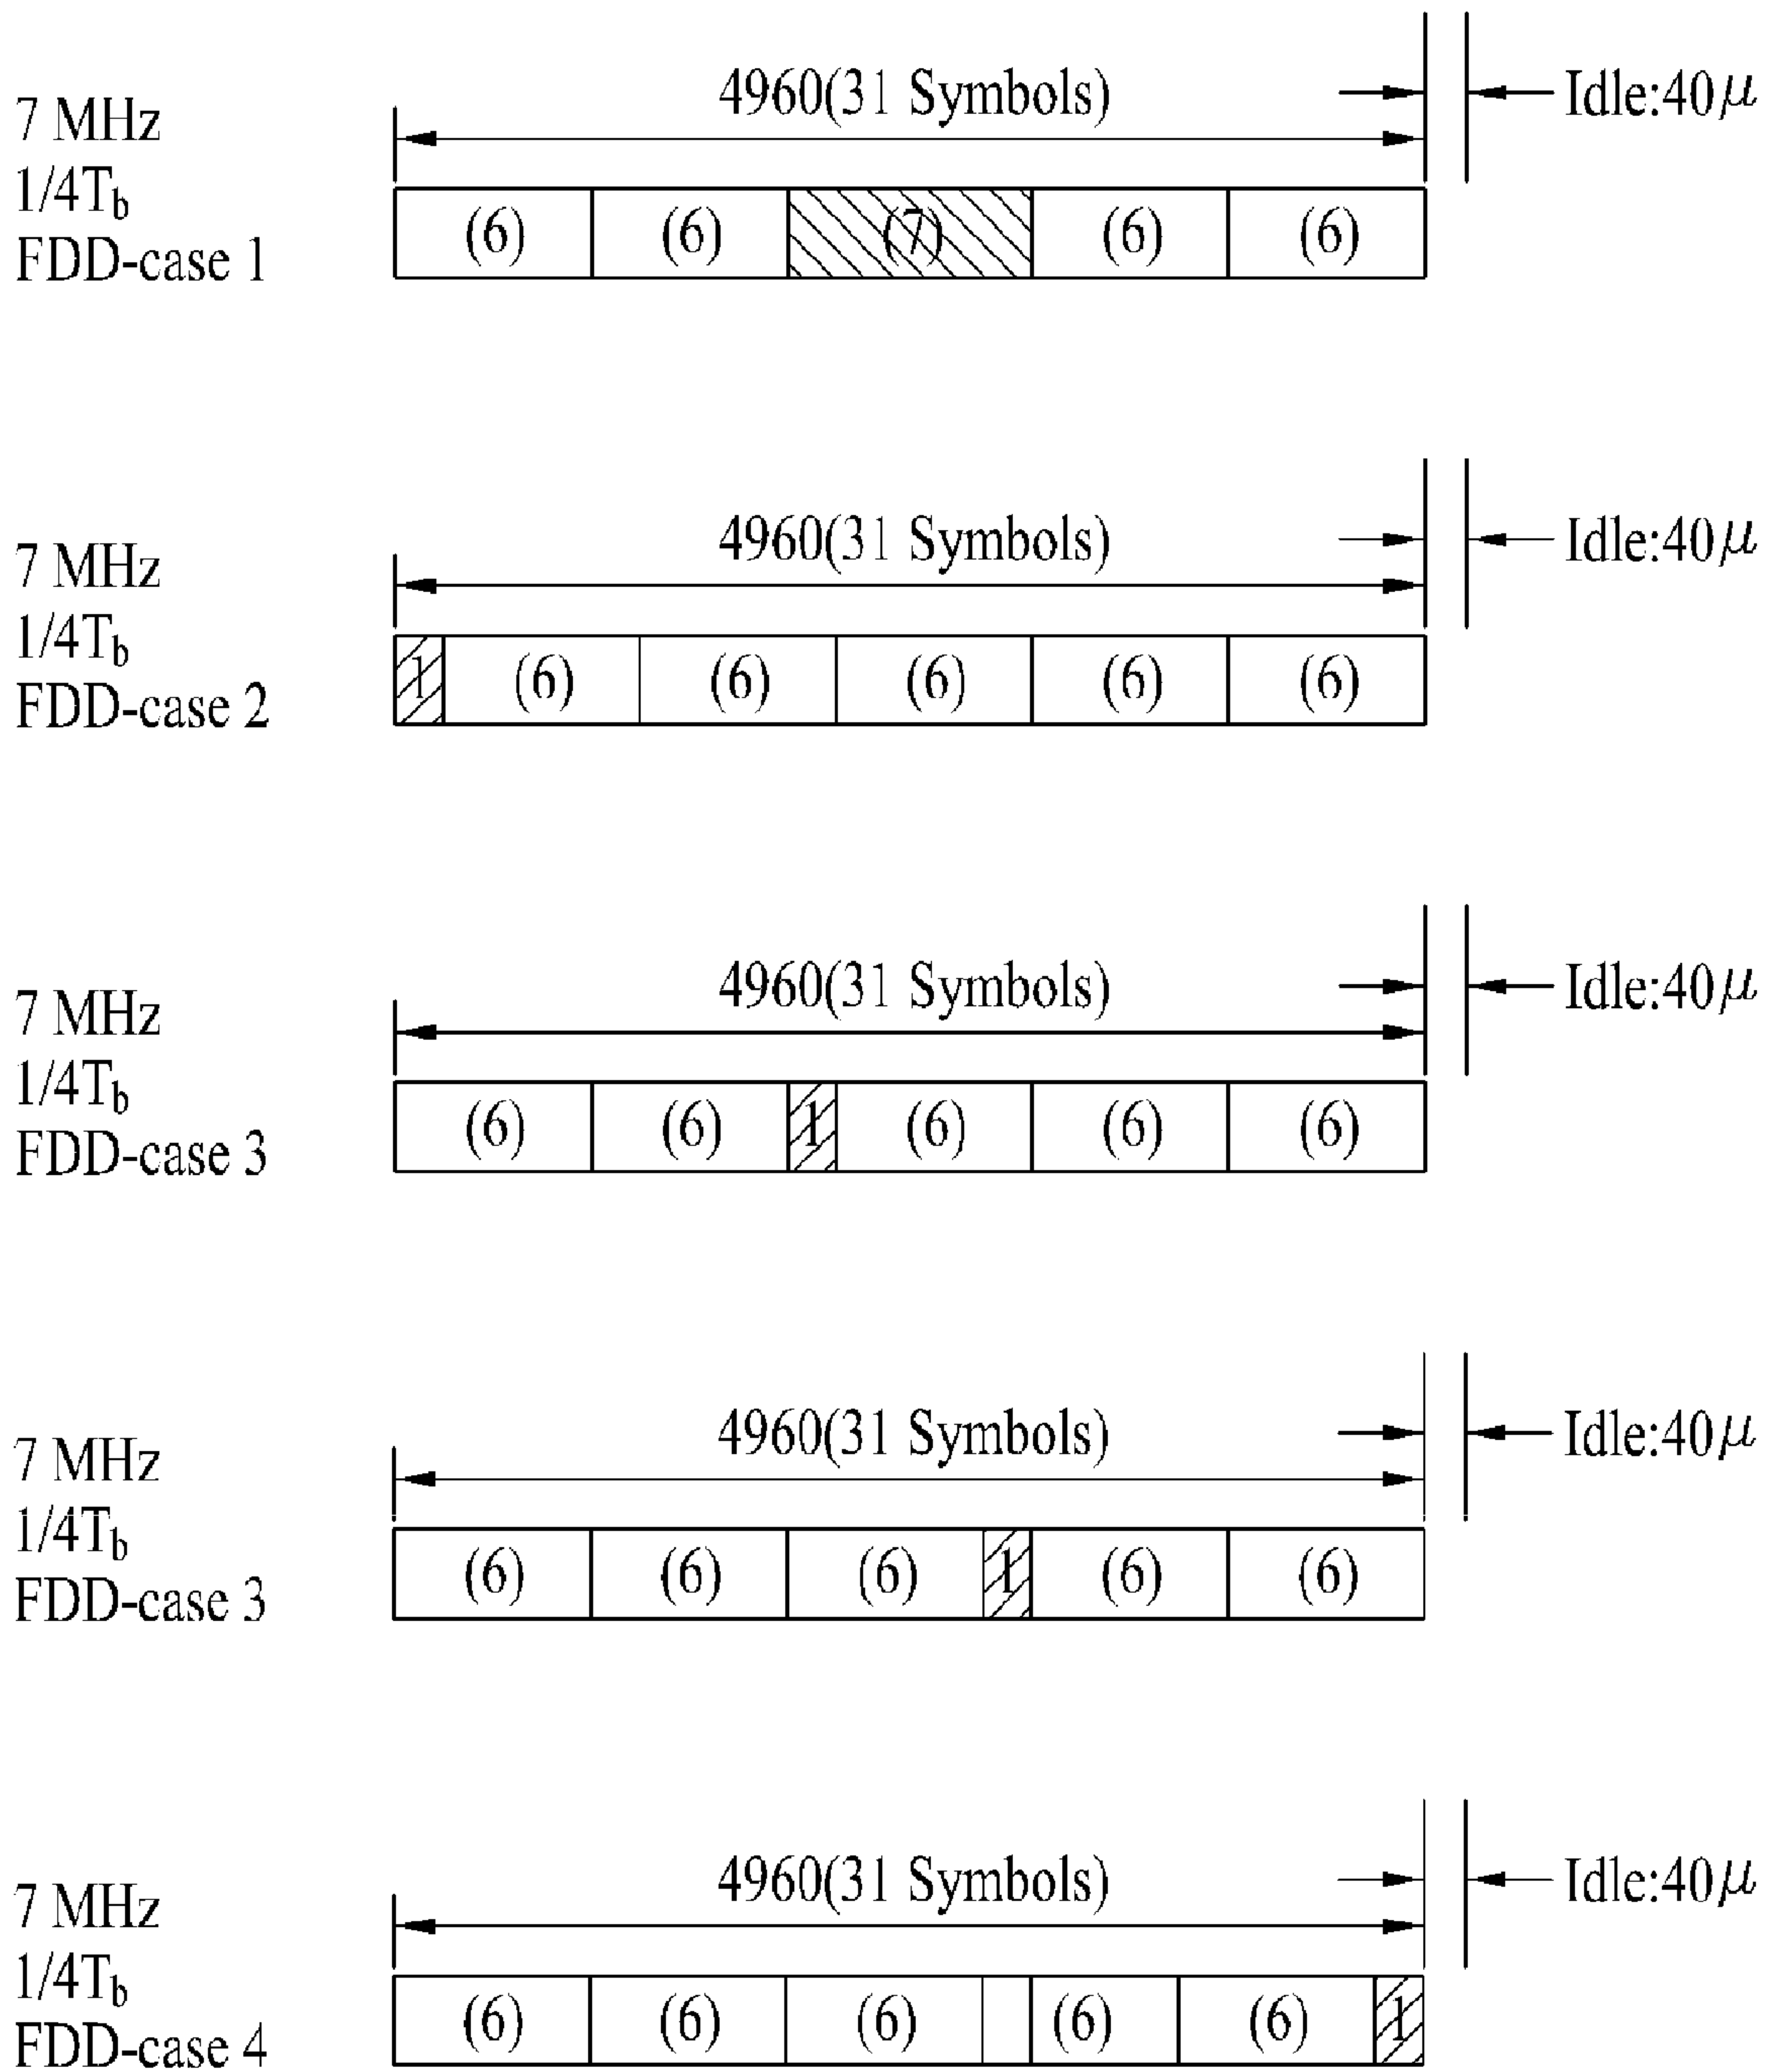 4960(31 Symbols)
Idle:40μ
7 MHz
1/4Tb
FDD-case 1
(6) (6) (7) (6) (6)
4960(31 Symbols)
Idle:40μ
7 MHz
1/4Tb
FDD-case 2
1 (6) (6) (6) (6) (6)
4960(31 Symbols)
Idle:40μ
7 MHz
1/4Tb
FDD-case 3
(6) (6) 1 (6) (6) (6)
4960(31 Symbols)
Idle:40μ
7 MHz
1/4Tb
FDD-case 3
(6) (6) (6) 1 (6) (6)
4960(31 Symbols)
Idle:40μ
7 MHz
1/4Tb
FDD-case 4
(6) (6) (6) (6) (6) 1